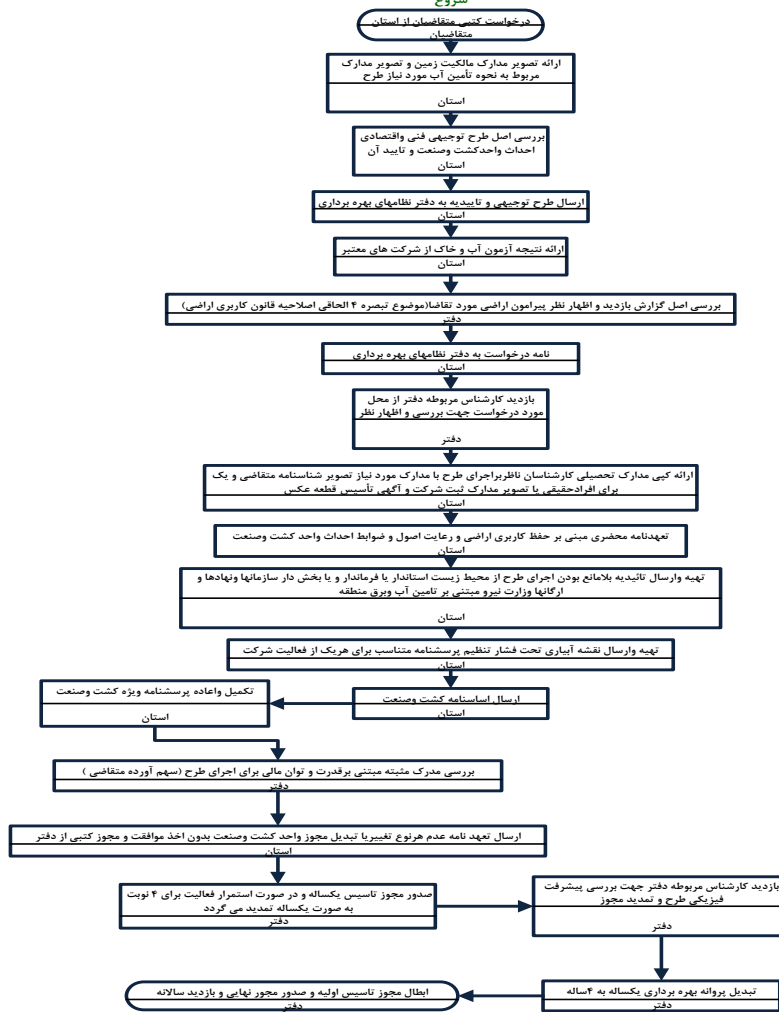 شروع
درخواست کتبی متقاضیان از استان
متقاضیان
ارائه تصویر مدارک مالکیت زمین و تصویر مدارک
مربوط به نحوه تأمین آب مورد نیاز طرح
استان
بررسی اصل طرح توجیهی فنی واقتصادی
احداث واحدکشت وصنعت و تایید آن
استان
ارسال طرح توجیهی و تاییدیه به دفتر نظامهای بهره برداری
استان
ارائه نتیجه آزمون آب و خاک از شرکت های معتبر
استان
بررسی اصل گزارش بازدید و اظهار نظر پیرامون اراضی مورد تقاضا(موضوع تبصره ۴ الحاقی اصلاحیه قانون کاربری اراضی)
دفتر
نامه درخواست به دفتر نظامهای بهره برداری
استان
بازدید کارشناس مربوطه دفتر از محل
مورد درخواست جهت بررسی و اظهار نظر
دفتر
ارائه کپی مدارک تحصیلی کارشناسان ناظربراجرای طرح با مدارک مورد نیاز تصویر شناسنامه متقاضی و یک
برای افرادحقیقی یا تصویر مدارک ثبت شرکت و آگهی تأسیس قطعه عکس
استان
تعهدنامه محضری مبنی بر حفظ کاربری اراضی و رعایت اصول و ضوابط احداث واحد کشت وصنعت
استان
تهیه وارسال تائیدیه بلامانع بودن اجرای طرح از محیط زیست استاندار یا فرماندار و یا بخش دار سازمانها ونهادها و
ارگانها وزارت نیرو مبتنی بر تامین آب وبرق منطقه
استان
تهیه وارسال نقشه آبیاری تحت فشار تنظیم پرسشنامه متناسب برای هریک از فعالیت شرکت
استان
ارسال اساسنامه کشت وصنعت
استان
تکمیل واعاده پرسشنامه ویژه کشت وصنعت
استان
بررسی مدرک مثبته مبتنی برقدرت و توان مالی برای اجرای طرح (سهم آورده متقاضی )
دفتر
ارسال تعهد نامه عدم هرنوع تغییریا تبدیل مجوز واحد کشت وصنعت بدون اخذ موافقت و مجوز کتبی از دفتر
استان
صدور مجوز تاسیس یکساله و در صورت استمرار فعالیت برای ۴ نوبت
به صورت یکساله تمدید می گردد
دفتر
بازدید کارشناس مربوطه دفتر جهت بررسی پیشرفت
فیزیکی طرح و تمدید مجوز
دفتر
تبدیل پروانه بهره برداری یکساله به ۴ساله
دفتر
ابطال مجوز تاسیس اولیه و صدور مجور نهایی و بازدید سالانه
دفتر